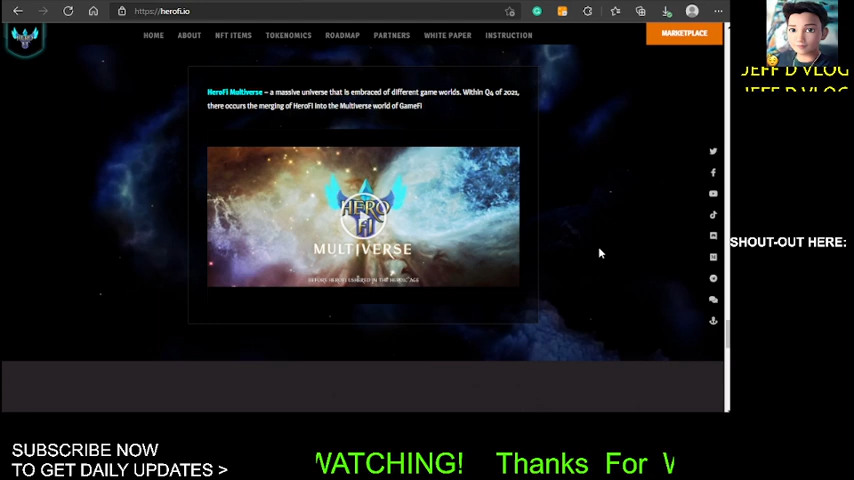 https://herofi.io
HOME ABOUT NFT ITEMS TOKENOMICS ROADMAP PARTNERS WHITE PAPER INSTRUCTION
MARKETPLACE
JEFF D VLOG
JEFF D VLOG
HeroFi Multiverse – a massive universe that is embraced of different game worlds. Within Q4 of 2021,
there occurs the merging of HeroFi into the Multiverse world of GameFi
HERO
FI
MULTIVERSE
SHOUT-OUT HERE:
SUBSCRIBE NOW
TO GET DAILY UPDATES >
WATCHING! Thanks For